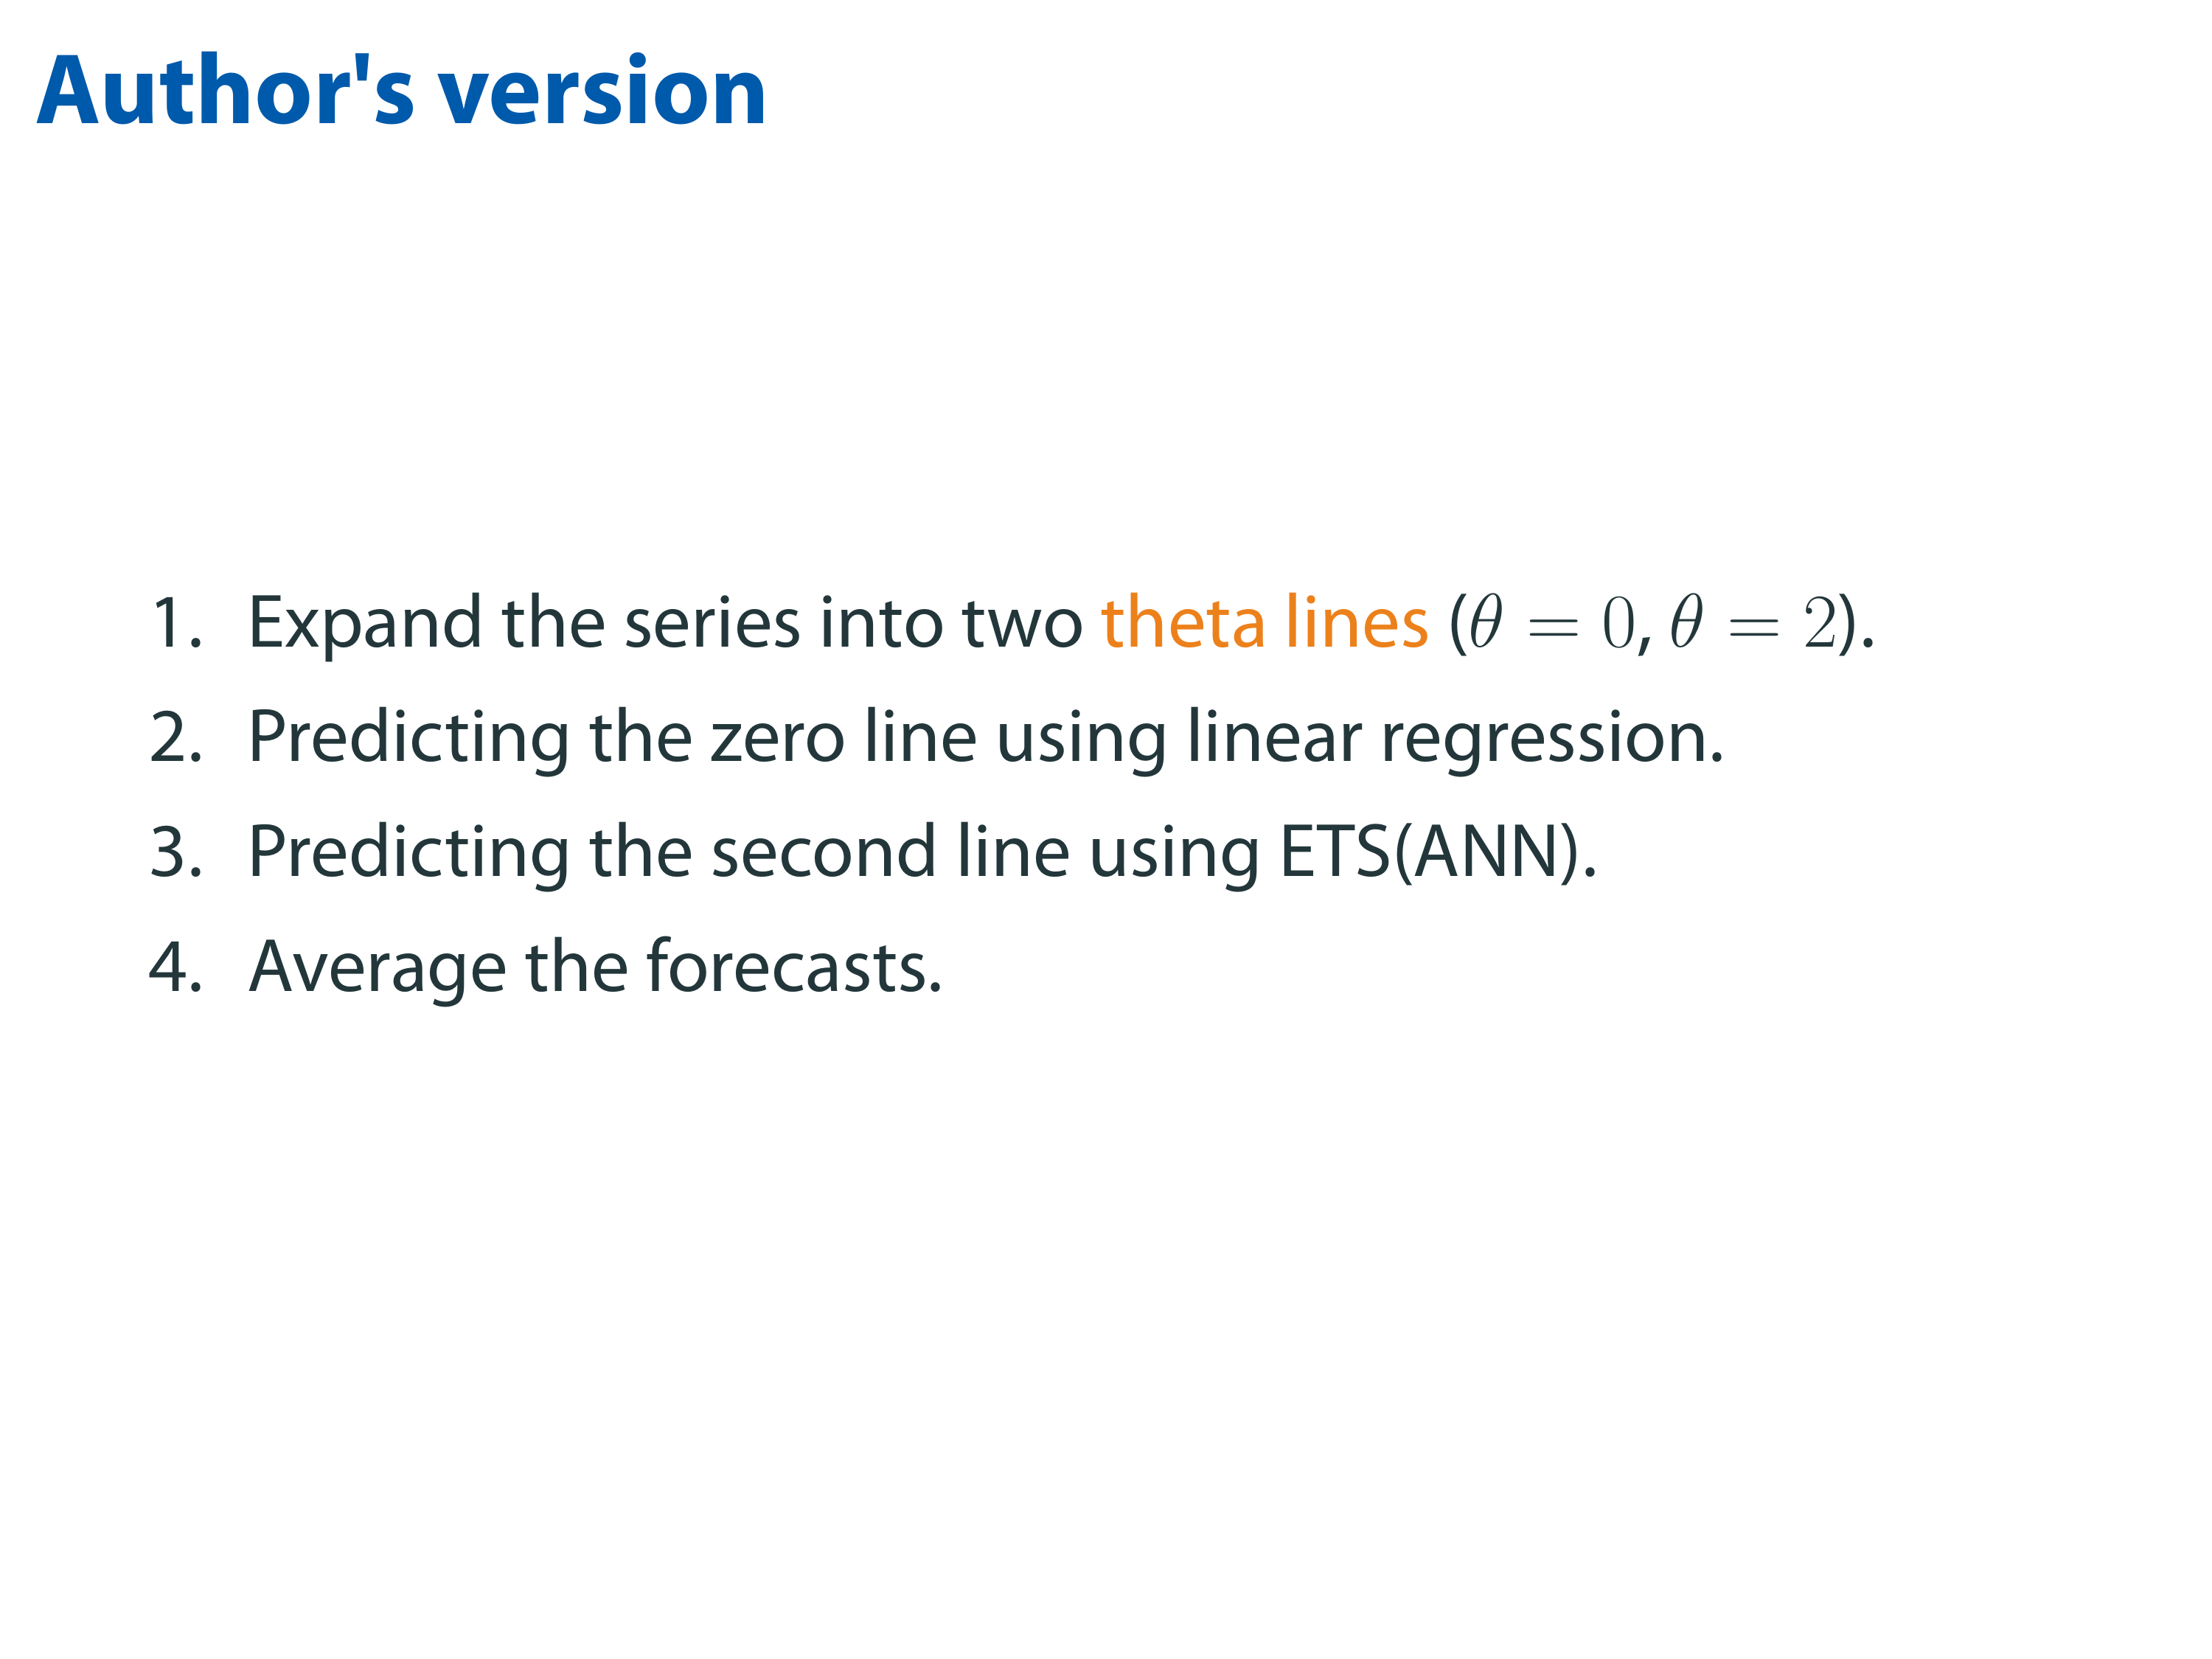 Author's version
1. Expand the series into two theta lines (θ = 0, θ = 2).
2. Predicting the zero line using linear regression.
3. Predicting the second line using ETS(ANN).
4. Average the forecasts.